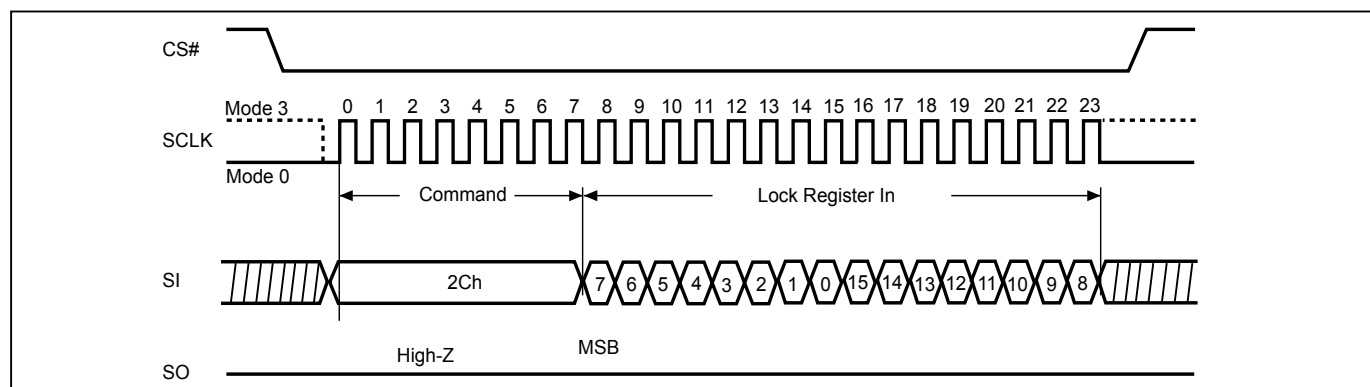 CS#
Mode 3
0 1 2 3 4 5 6 7 8 9 10 11 12 13 14 15 16 17 18 19 20 21 22 23
SCLK
Mode 0
Command Lock Register In
SI 2Ch 7 6 5 4 3 2 1 0 15 14 13 12 11 10 9 8
High-Z MSB
SO